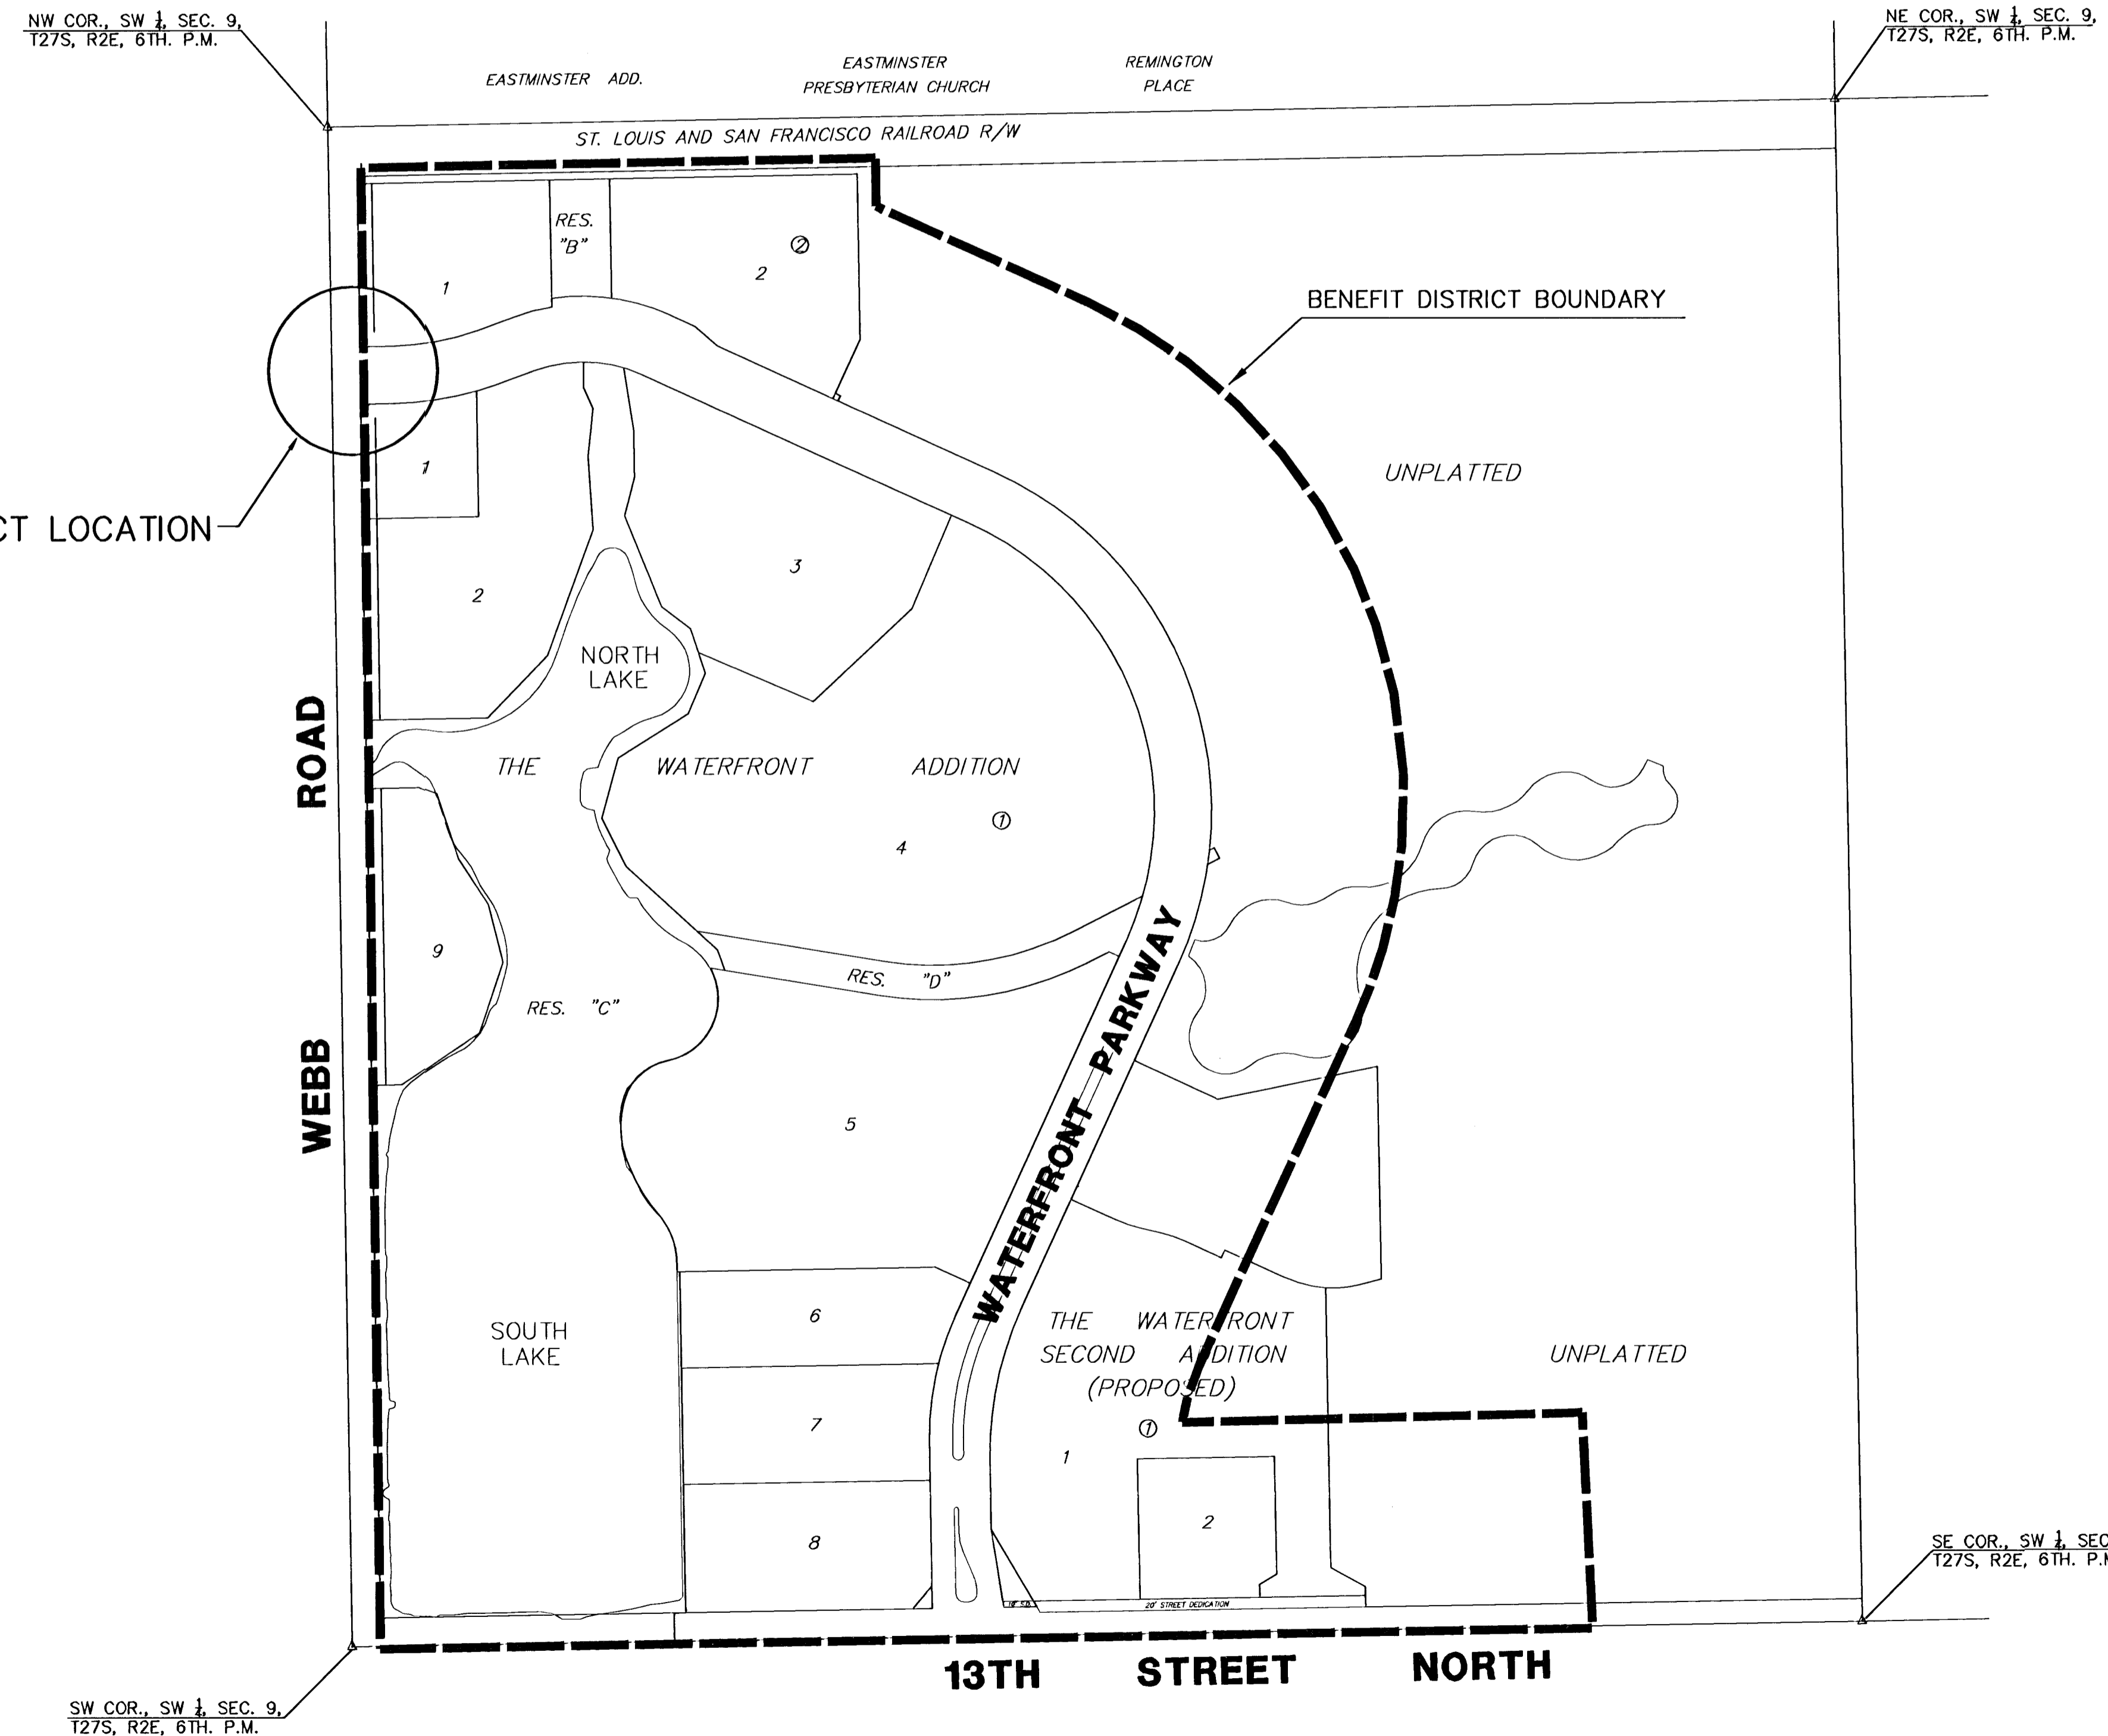 NW COR., SW 1/4, SEC. 9,
T27S, R2E, 6TH. P.M.
NE COR., SW 1/4, SEC. 9,
T27S, R2E, 6TH. P.M.
EASTMINSTER ADD.
EASTMINSTER
PRESBYTERIAN CHURCH
REMINGTON
PLACE
ST. LOUIS AND SAN FRANCISCO RAILROAD R/W
RES.
"B"
2
2
1
BENEFIT DISTRICT BOUNDARY
1
UNPLATTED
CT LOCATION
3
2
NORTH
LAKE
ROAD
THE WATERFRONT ADDITION
1
4
9
RES. "D"
RES. "C"
WEBB
WATERFRONT PARKWAY
5
6
SOUTH
LAKE
THE WATERFRONT
SECOND ADDITION
(PROPOSED)
UNPLATTED
7
1
1
2
8
20' STREET DEDICATION
SE COR., SW 1/4, SEC
T27S, R2E, 6TH. P.M
13TH STREET NORTH
SW COR., SW 1/4, SEC. 9,
T27S, R2E, 6TH. P.M.